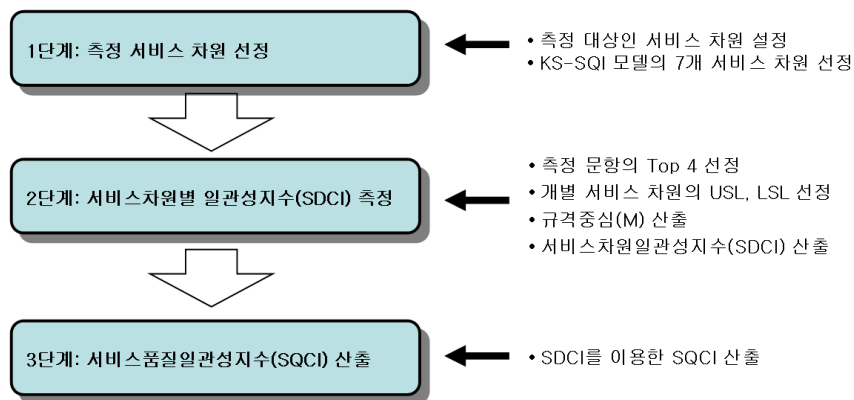 1단계: 측정 서비스 차원 선정
• 측정 대상인 서비스 차원 설정
• KS-SQI 모델의 7개 서비스 차원 선정
2단계: 서비스차원별 일관성지수(SDCI) 측정
• 측정 문항의 Top 4 선정
• 개별 서비스 차원의 USL, LSL 선정
• 규격중심(M) 산출
• 서비스차원일관성지수(SDCI) 산출
3단계: 서비스품질일관성지수(SQCI) 산출
• SDCI를 이용한 SQCI 산출